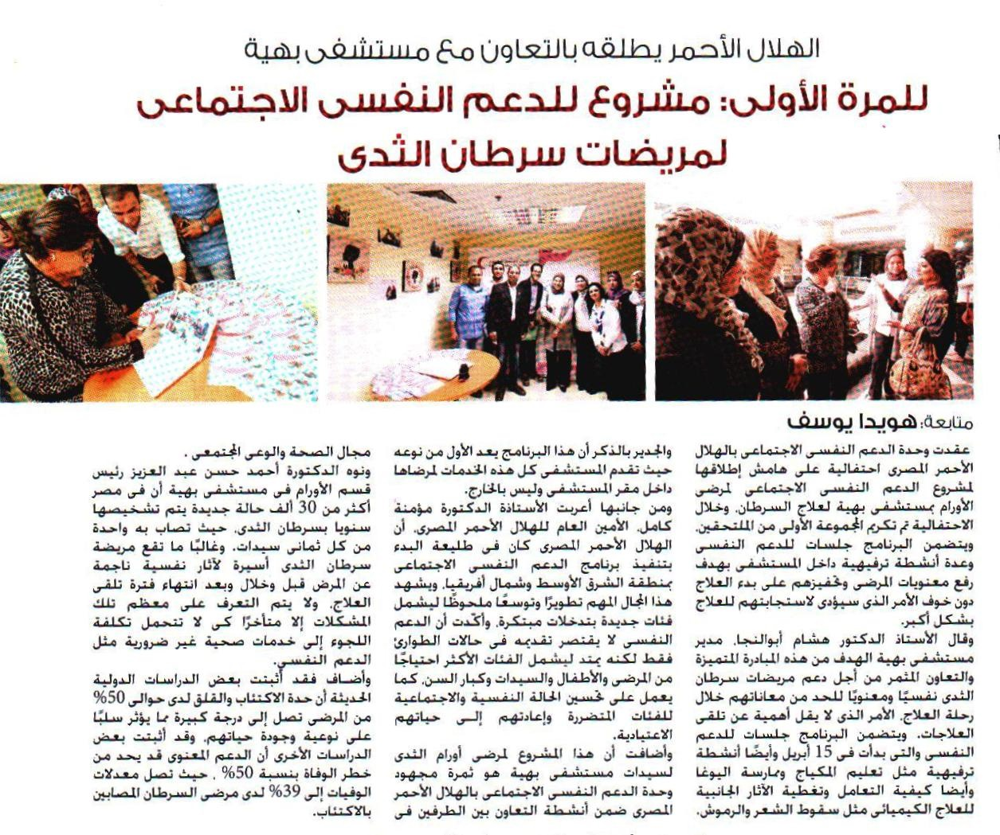 الهلال الأحمر يطلقه بالتعاون مع مستشفى بهية
للمرة الأولى: مشروع للدعم النفسى الاجتماعى
لمريضات سرطان الثدى
متابعة: هويدا يوسف
عقدت وحدة الدعم النفسى الاجتماعى بالهلال
الأحمر المصرى احتفالية على هامش إطلاقها
لمشروع الدعم النفسى الاجتماعى لمرضى
الأورام بمستشفى بهية لعلاج السرطان. وخلال
الاحتفالية تم تكريم المجموعة الأولى من الملتحقين.
ويتضمن البرنامج جلسات للدعم النفسى
وعدة أنشطة ترفيهية داخل المستشفى بهدف
رفع معنويات المرضى وتحفيزهم على بدء العلاج
دون خوف الأمر الذى سيؤدى لاستجابتهم للعلاج
بشكل أكبر.
وقال الأستاذ الدكتور هشام أبوالنجا. مدير
مستشفى بهية الهدف من هذه المبادرة المتميزة
والتعاون المثمر من أجل دعم مريضات سرطان
الثدى نفسيًا ومعنويًا للحد من معاناتهم خلال
رحلة العلاج. الأمر الذى لا يقل أهمية عن تلقى
العلاجات. ويتضمن البرنامج جلسات للدعم
النفسى والتى بدأت فى 15 أبريل وأيضًا أنشطة
ترفيهية مثل تعليم المكياج وممارسة اليوغا
وأيضا كيفية التعامل وتغطية الآثار الجانبية
للعلاج الكيميائى مثل سقوط الشعر والرموش.
والجدير بالذكر أن هذا البرنامج يعد الأول من نوعه
حيث تقدم المستشفى كل هذه الخدمات لمرضاها
داخل مقر المستشفى وليس بالخارج.
ومن جانبها أعربت الأستاذة الدكتورة مؤمنة
كامل. الأمين العام للهلال الأحمر المصرى. أن
الهلال الأحمر المصرى كان فى طليعة البدء
بتنفيذ برنامج الدعم النفسى الاجتماعى
بمنطقة الشرق الأوسط وشمال أفريقيا. ويشهد
هذا المجال المهم تطويرًا وتوسعًا ملحوظًا ليشمل
فئات جديدة بتدخلات مبتكرة. وأكدت أن الدعم
النفسى لا يقتصر تقديمه فى حالات الطوارئ
فقط لكنه يمتد ليشمل الفئات الأكثر احتياجًا
من المرضى والأطفال والسيدات وكبار السن. كما
يعمل على تحسين الحالة النفسية والاجتماعية
للفئات المتضررة وإعادتهم إلى حياتهم
الاعتيادية.
وأضافت أن هذا المشروع لمرضى أورام الثدى
لسيدات مستشفى بهية هو ثمرة مجهود
وحدة الدعم النفسى الاجتماعى بالهلال الأحمر
المصرى ضمن أنشطة التعاون بين الطرفين فى
مجال الصحة والوعى المجتمعى .
ونوه الدكتورة أحمد حسن عبد العزيز رئيس
قسم الأورام فى مستشفى بهية أن فى مصر
أكثر من 30 ألف حالة جديدة يتم تشخيصها
سنويا بسرطان الثدى. حيث تصاب به واحدة
من كل ثمانى سيدات. وغالبًا ما تقع مريضة
سرطان الثدى أسيرة لآثار نفسية ناجمة
عن المرض قبل وخلال وبعد انتهاء فترة تلقى
العلاج. ولا يتم التعرف على معظم تلك
المشكلات إلا متأخرًا كى لا تتحمل تكلفة
اللجوء إلى خدمات صحية غير ضرورية مثل
الدعم النفسي.
وأضاف فقد أثبتت بعض الدراسات الدولية
الحديثة أن حدة الاكتئاب والقلق لدى حوالى 50%
من المرضى تصل إلى درجة كبيرة مما يؤثر سلبًا
على نوعية وجودة حياتهم. وقد أثبتت بعض
الدراسات الأخرى أن الدعم المعنوى قد يحد من
خطر الوفاة بنسبة 50% . حيث تصل معدلات
الوفيات إلى 39% لدى مرضى السرطان المصابين
بالاكتئاب.